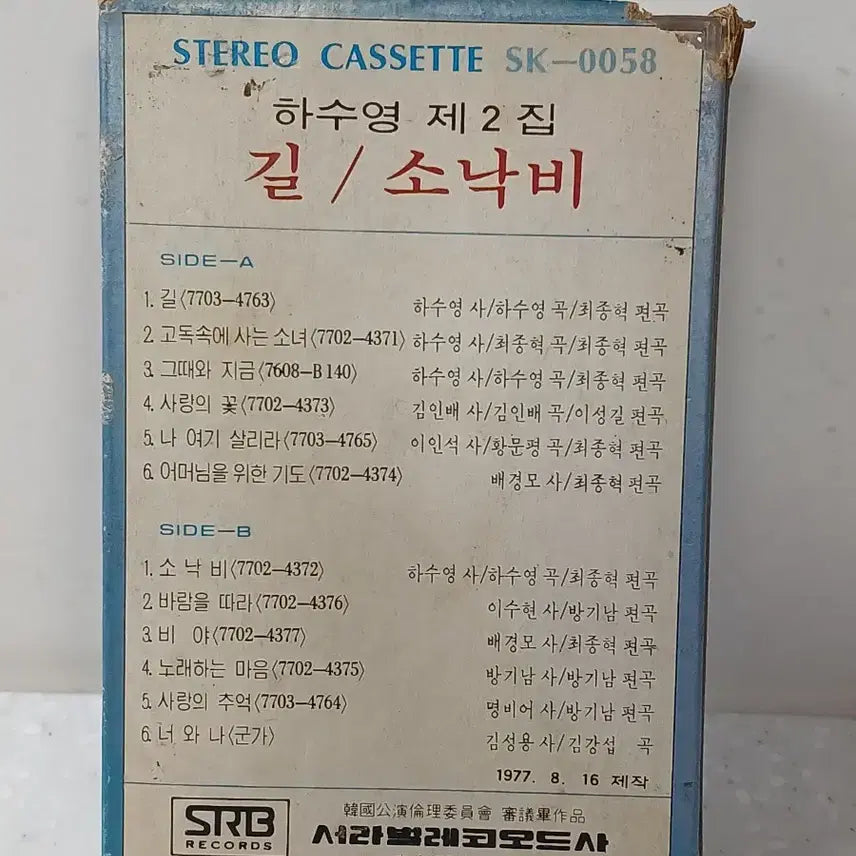 STEREO CASSETTE SK-0058
하수영 제 2 집
길 / 소낙비
SIDE-A
1. 길〈7703-4763〉 하수영 사/하수영 곡/최종혁 편곡
2. 고독속에 사는 소녀〈7702-4371〉 하수영 사/최종혁 곡/최종혁 편곡
3. 그때와 지금〈7608-B140〉 하수영 사/하수영 곡/최종혁 편곡
4. 사랑의 꽃〈7702-4373〉 김인배 사/김인배 곡/이성길 편곡
5. 나 여기 살리라〈7703-4765〉 이인석 사/황문평 곡/최종혁 편곡
6. 어머님을 위한 기도〈7702-4374〉 배경모 사/최종혁 편곡
SIDE-B
1. 소 낙 비〈7702-4372〉 하수영 사/하수영 곡/최종혁 편곡
2. 바람을 따라〈7702-4376〉 이수현 사/방기남 편곡
3. 비 야〈7702-4377〉 배경모 사/최종혁 편곡
4. 노래하는 마음〈7702-4375〉 방기남 사/방기남 편곡
5. 사랑의 추억〈7703-4764〉 명비어 사/방기남 편곡
6. 너 와 나〈군가〉 김성용 사/김강섭 곡
1977. 8. 16 제작
SRB RECORDS
韓國公演倫理委員會 審議畢作品
서라벌레코오드사